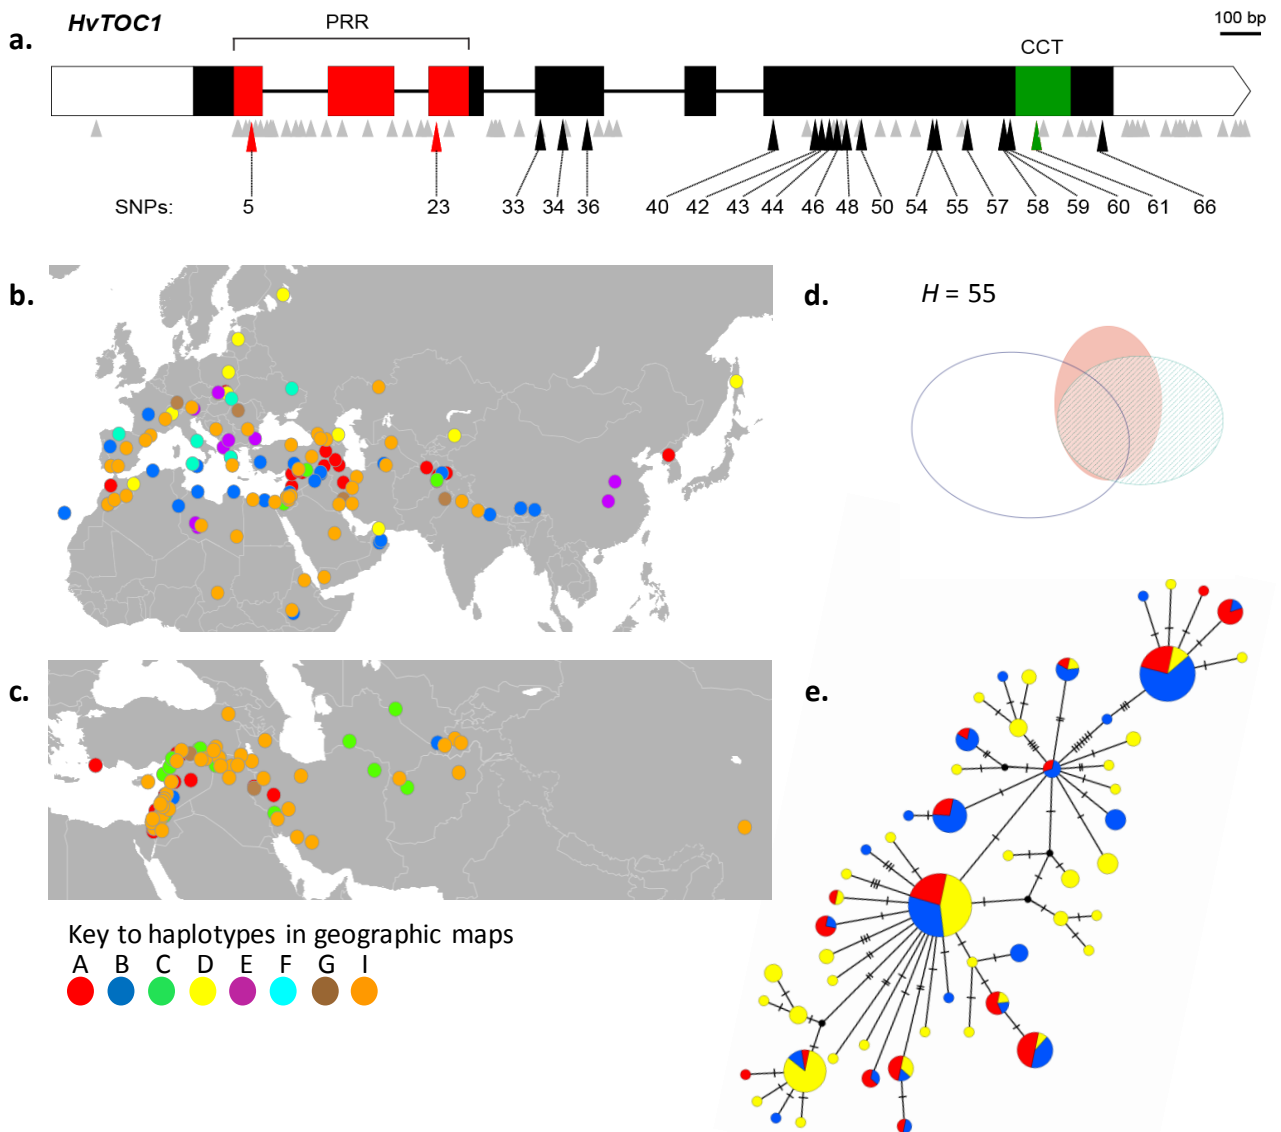 a.
HvTOC1
PRR
100 bp
CCT
SNPs: 5 23 33 34 36 40 42 43 44 46 48 50 54 55 57 58 59 60 61 66
b.
d.
H = 55
c.
e.
Key to haplotypes in geographic maps
A B C D E F G I